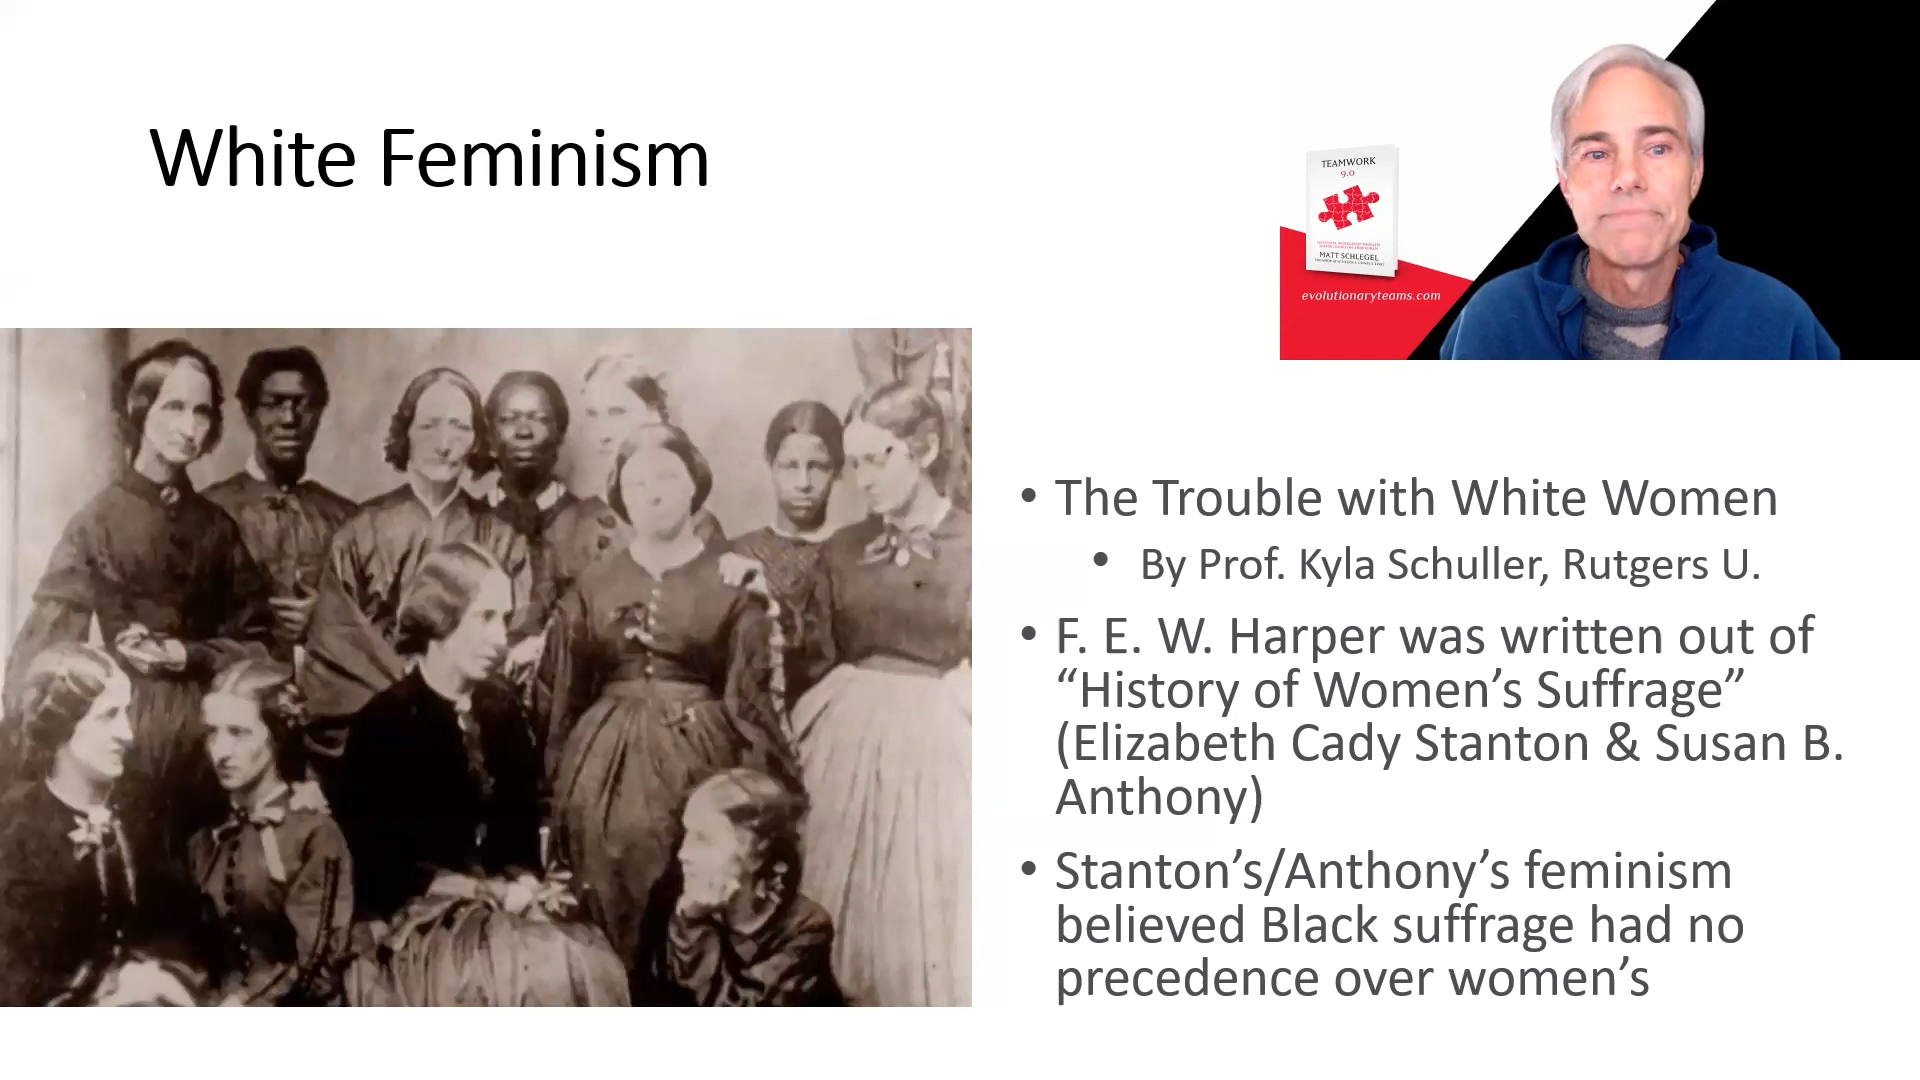 White Feminism
TEAMWORK
9.0
MATT SCHLEGEL
evolutionaryteams.com
• The Trouble with White Women
• By Prof. Kyla Schuller, Rutgers U.
• F. E. W. Harper was written out of
“History of Women’s Suffrage”
(Elizabeth Cady Stanton & Susan B.
Anthony)
• Stanton’s/Anthony’s feminism
believed Black suffrage had no
precedence over women’s